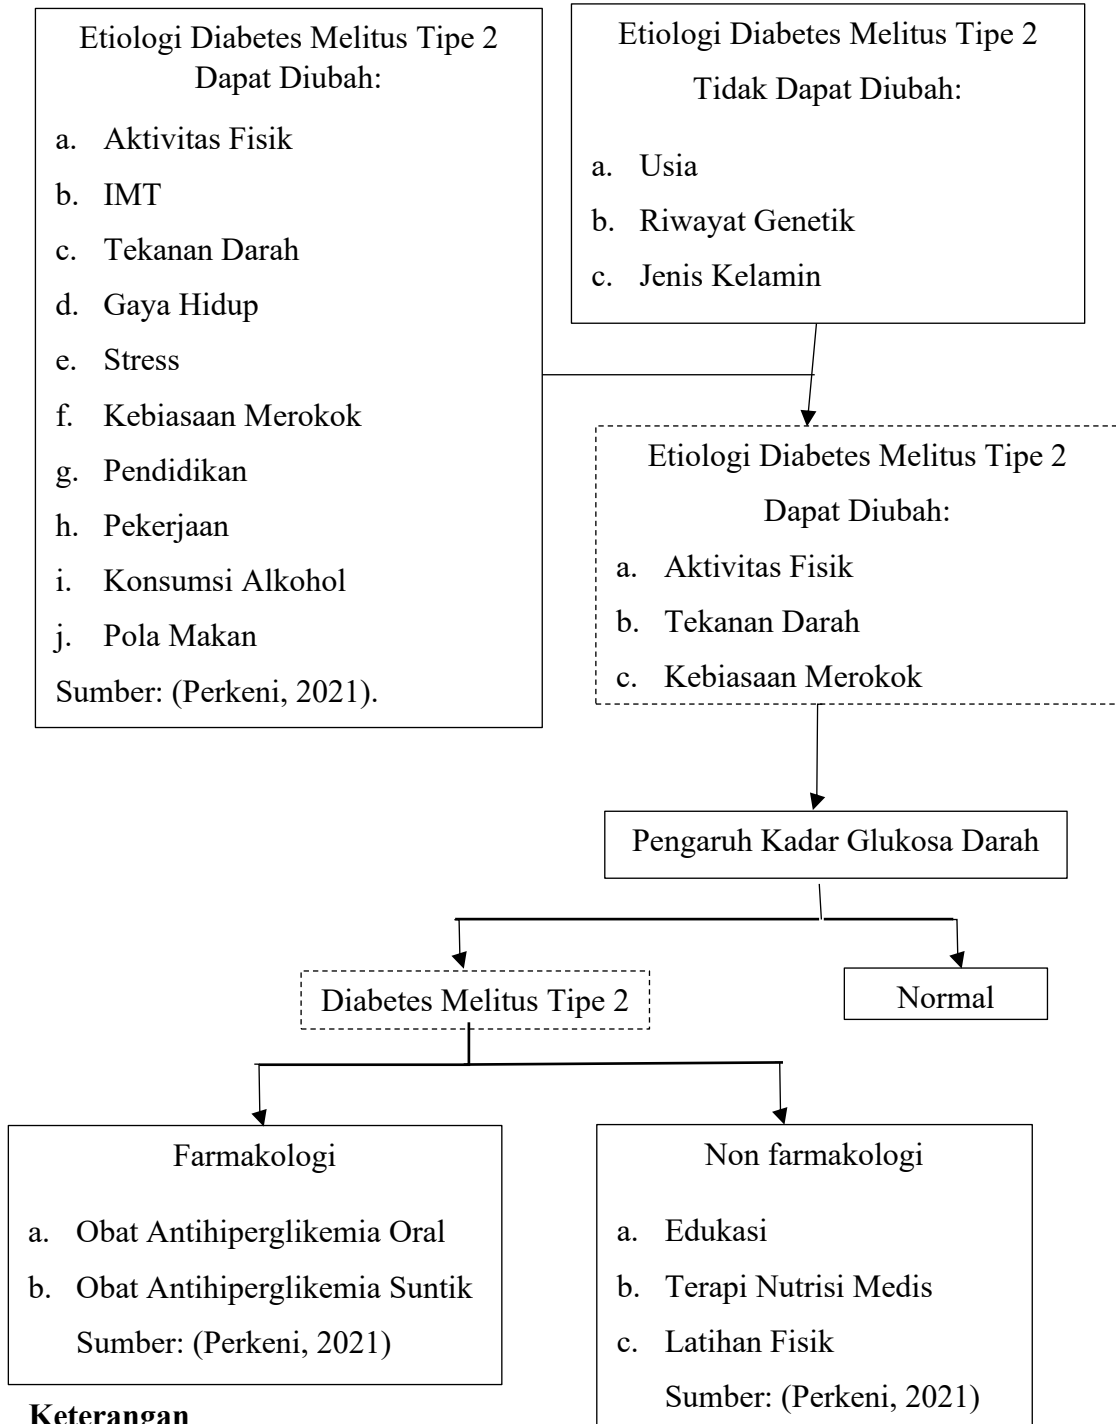 Etiologi Diabetes Melitus Tipe 2
Dapat Diubah:
a. Aktivitas Fisik
b. IMT
c. Tekanan Darah
d. Gaya Hidup
e. Stress
f. Kebiasaan Merokok
g. Pendidikan
h. Pekerjaan
i. Konsumsi Alkohol
j. Pola Makan
Sumber: (Perkeni, 2021).
Etiologi Diabetes Melitus Tipe 2
Tidak Dapat Diubah:
a. Usia
b. Riwayat Genetik
c. Jenis Kelamin
Etiologi Diabetes Melitus Tipe 2
Dapat Diubah:
a. Aktivitas Fisik
b. Tekanan Darah
c. Kebiasaan Merokok
Pengaruh Kadar Glukosa Darah
Diabetes Melitus Tipe 2
Normal
Farmakologi
a. Obat Antihiperglikemia Oral
b. Obat Antihiperglikemia Suntik
Sumber: (Perkeni, 2021)
Non farmakologi
a. Edukasi
b. Terapi Nutrisi Medis
c. Latihan Fisik
Sumber: (Perkeni, 2021)
Keterangan